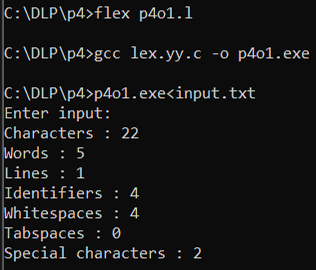 C:\DLP\p4>flex p4o1.l
C:\DLP\p4>gcc lex.yy.c -o p4o1.exe
C:\DLP\p4>p4o1.exe<input.txt
Enter input:
Characters : 22
Words : 5
Lines : 1
Identifiers : 4
Whitespaces : 4
Tabspaces : 0
Special characters : 2